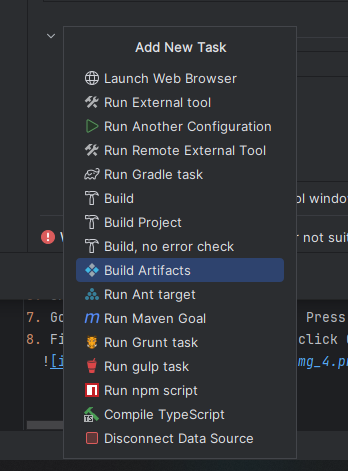 Add New Task
Launch Web Browser
Run External tool
Run Another Configuration
Run Remote External Tool
Run Gradle task
Build
Build Project
ol window
Build, no error check
r not suit
Build Artifacts
Run Ant target
7. Go
Run Maven Goal
Press
8. Fi
Run Grunt task
click
![i
Run gulp task
mg_4.p
Run npm script
Compile TypeScript
TS
Disconnect Data Source